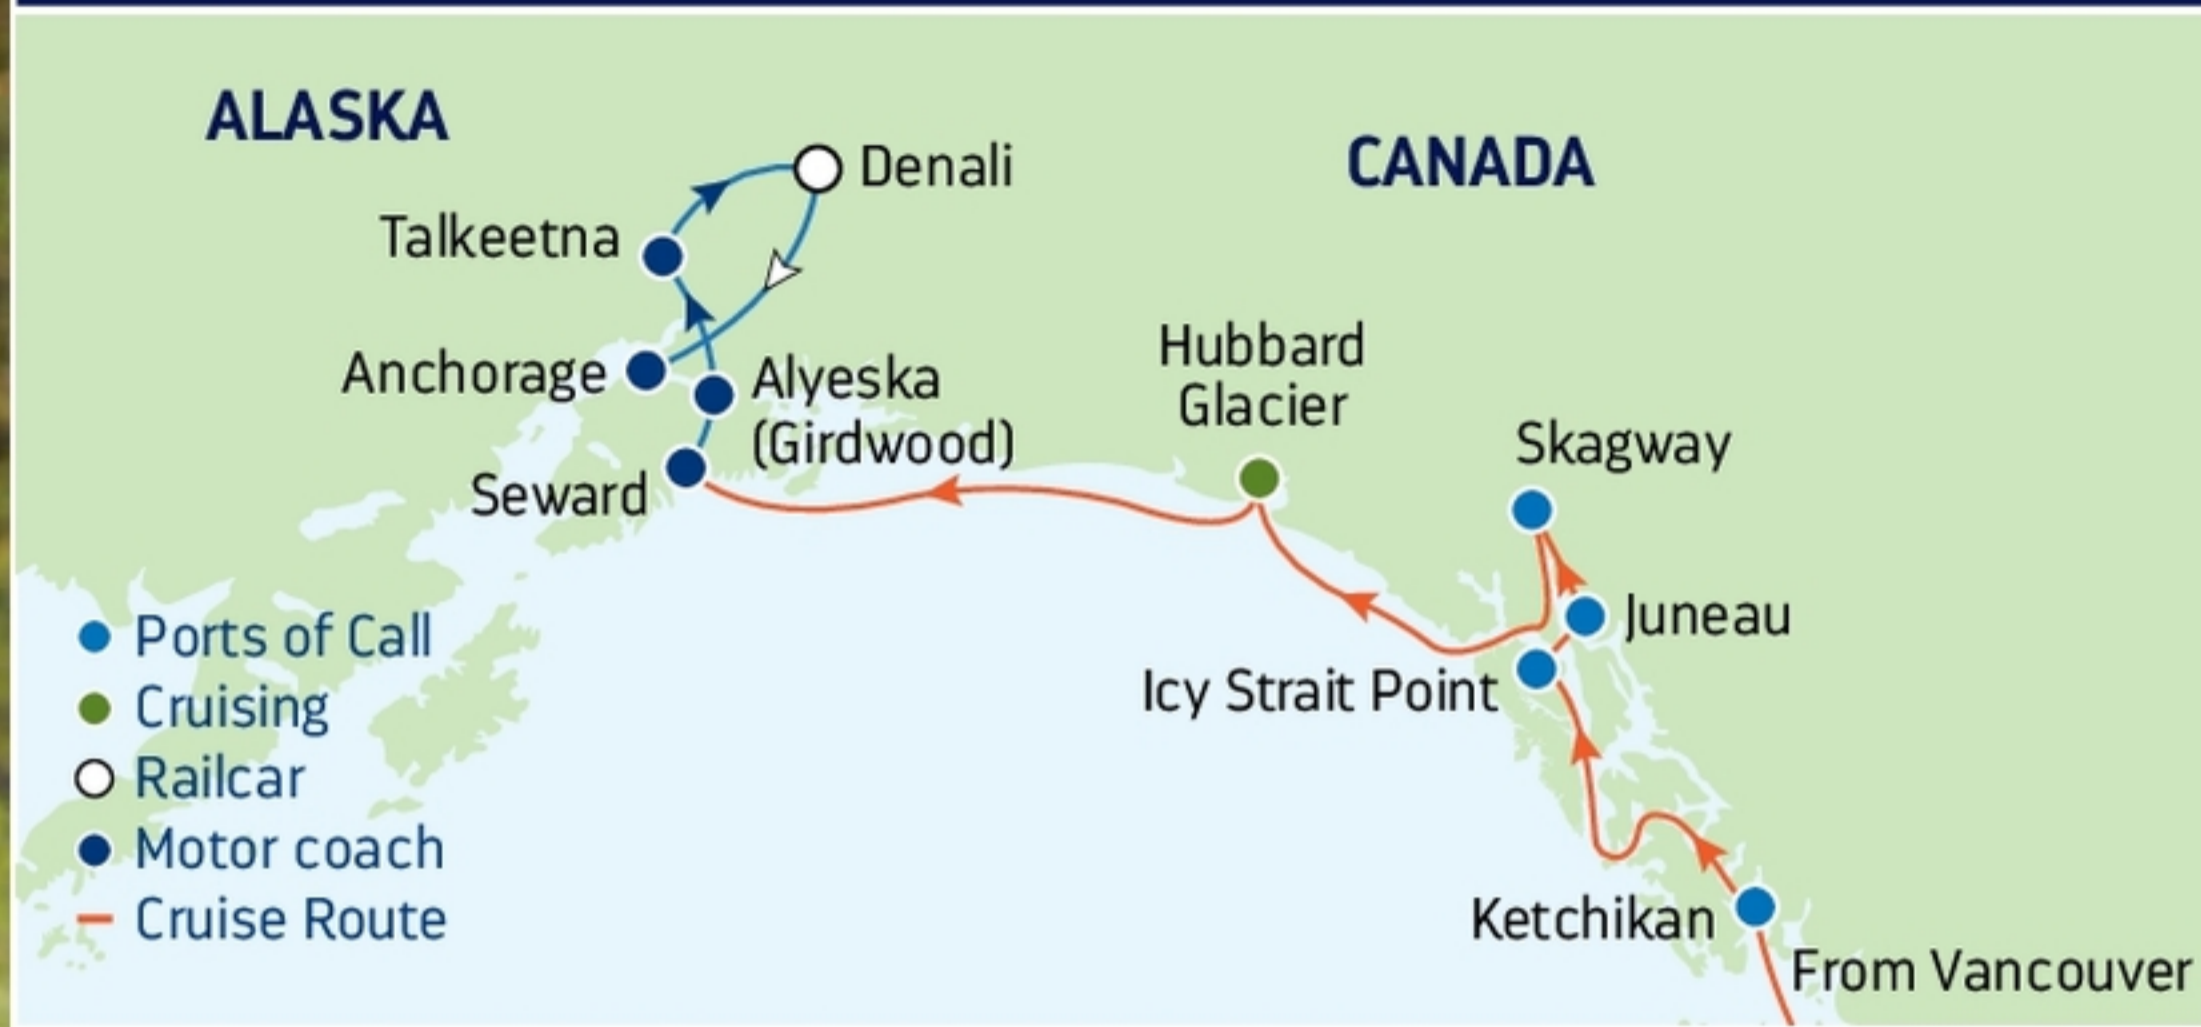 ALASKA
CANADA
Denali
Talkeetna
Anchorage
Alyeska
(Girdwood)
Seward
Hubbard
Glacier
Skagway
Juneau
Icy Strait Point
Ketchikan
From Vancouver
Ports of Call
Cruising
Railcar
Motor coach
Cruise Route